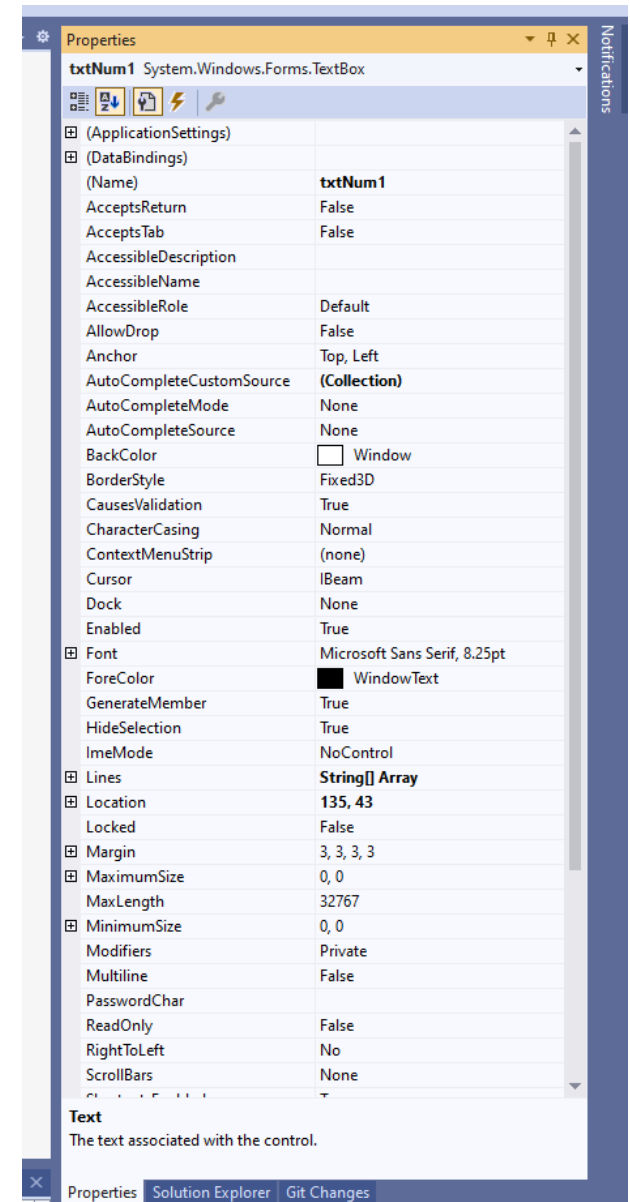 Properties
Notifications
txtNum1 System.Windows.Forms.TextBox
(ApplicationSettings)
(DataBindings)
(Name) txtNum1
AcceptsReturn False
AcceptsTab False
AccessibleDescription
AccessibleName
AccessibleRole Default
AllowDrop False
Anchor Top, Left
AutoCompleteCustomSource (Collection)
AutoCompleteMode None
AutoCompleteSource None
BackColor Window
BorderStyle Fixed3D
CausesValidation True
CharacterCasing Normal
ContextMenuStrip (none)
Cursor IBeam
Dock None
Enabled True
Font Microsoft Sans Serif, 8.25pt
ForeColor WindowText
GenerateMember True
HideSelection True
ImeMode NoControl
Lines String[] Array
Location 135, 43
Locked False
Margin 3, 3, 3, 3
MaximumSize 0, 0
MaxLength 32767
MinimumSize 0, 0
Modifiers Private
Multiline False
PasswordChar
ReadOnly False
RightToLeft No
ScrollBars None
Text
The text associated with the control.
Properties Solution Explorer Git Changes